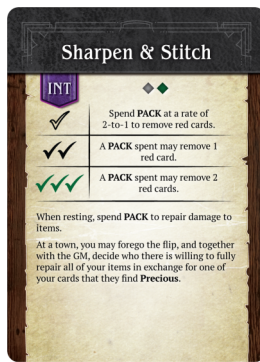 Sharpen & Stitch
INT
Spend PACK at a rate of
2-to-1 to remove red cards.
A PACK spent may remove 1
red card.
A PACK spent may remove 2
red cards.
When resting, spend PACK to repair damage to
items.
At a town, you may forego the flip, and together
with the GM, decide who there is willing to fully
repair all of your items in exchange for one of
your cards that they find Precious.